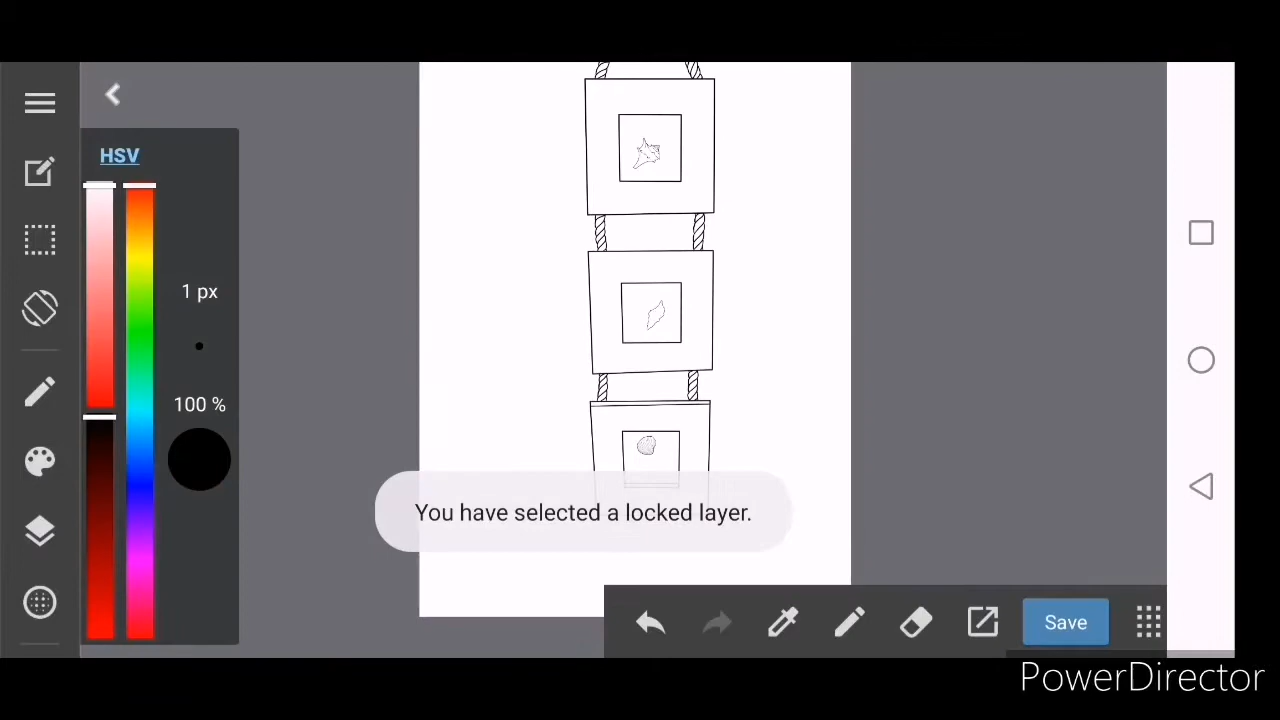 HSV
1 px
100 %
You have selected a locked layer.
Save
PowerDirector